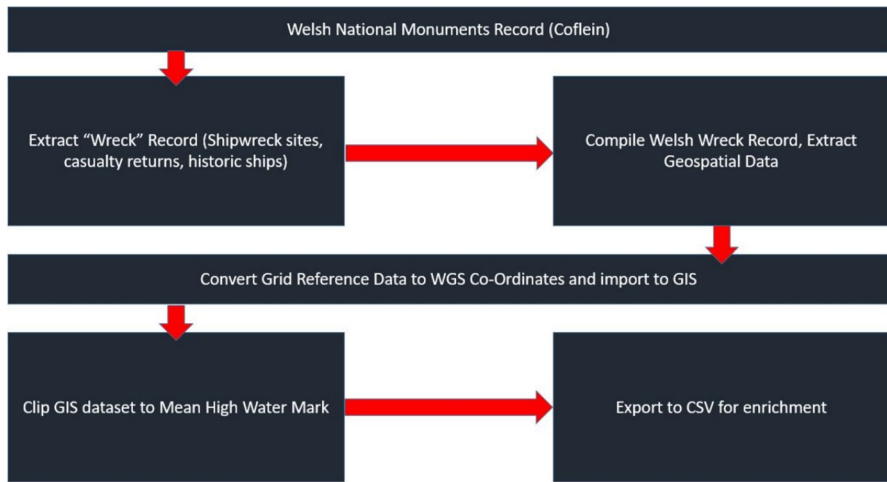 Welsh National Monuments Record (Coflein)
Extract “Wreck” Record (Shipwreck sites,
casualty returns, historic ships)
Compile Welsh Wreck Record, Extract
Geospatial Data
Convert Grid Reference Data to WGS Co-Ordinates and import to GIS
Clip GIS dataset to Mean High Water Mark
Export to CSV for enrichment